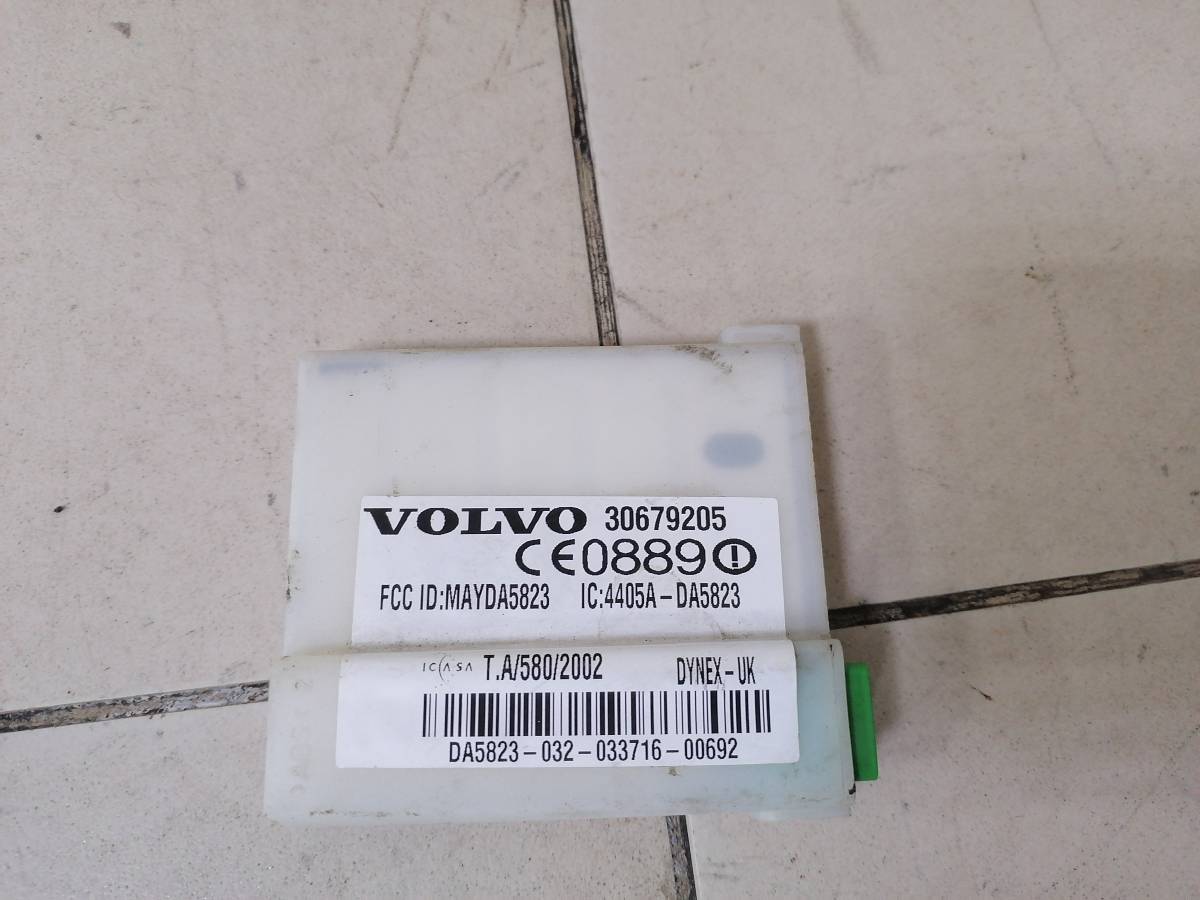 VOLVO 30679205
CE0889
FCC ID:MAYDA5823 IC:4405A-DA5823
ICASA T.A/580/2002 DYNEX-UK
DA5823-032-033716-00692